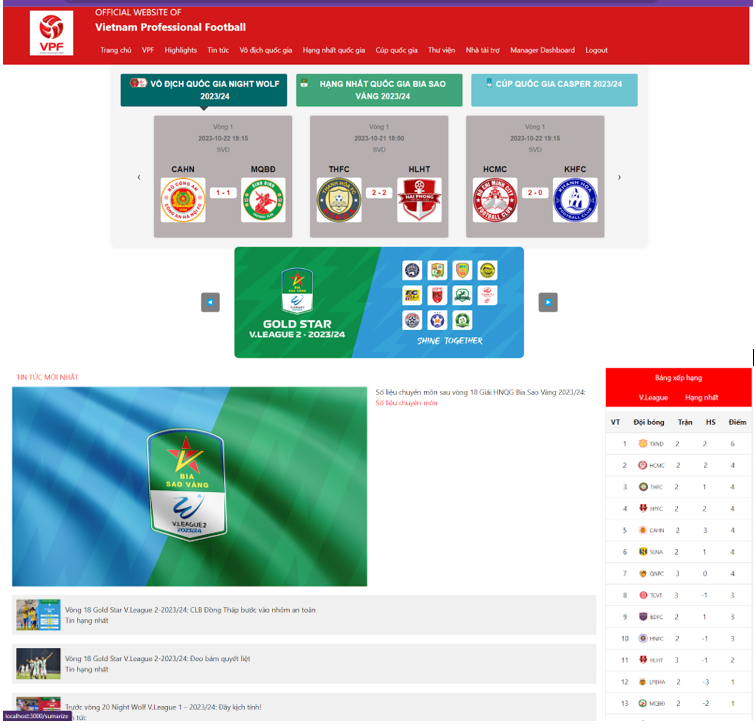 OFFICIAL WEBSITE OF
Vietnam Professional Football
VPF
Trang chủ VPF Highlights Tin tức Vô địch quốc gia Hạng nhất quốc gia Cúp quốc gia Thư viện Nhà tài trợ Manager Dashboard Logout
VÔ ĐỊCH QUỐC GIA NIGHT WOLF
2023/24
HẠNG NHẤT QUỐC GIA BIA SAO
VÀNG 2023/24
CÚP QUỐC GIA CASPER 2023/24
Vòng 1
2023-10-22 19:15
SVD
CAHN MQBĐ
1 - 1
Vòng 1
2023-10-21 18:00
SVD
THFC HLHT
2 - 2
Vòng 1
2023-10-22 19:15
SVD
HCMC KHFC
2 - 0
GOLD STAR
V.LEAGUE 2 - 2023/24
SHINE TOGETHER
TIN TỨC MỚI NHẤT
BIA
SAO VÀNG
V.LEAGUE 2
2023/24
Số liệu chuyên môn sau vòng 18 Giải HNQG Bia Sao Vàng 2023/24:
Số liệu chuyên môn
Vòng 18 Gold Star V.League 2-2023/24: CLB Đồng Tháp bước vào nhóm an toàn
Tin hạng nhất
Vòng 18 Gold Star V.League 2-2023/24: Đeo bám quyết liệt
Tin hạng nhất
Trước vòng 20 Night Wolf V.League 1 – 2023/24: Đầy kịch tính!
Bảng xếp hạng
V.League Hạng nhất
VT Đội bóng Trận HS Điểm
1 TXNĐ 2 2 6
2 HCMC 2 2 4
3 THFC 2 1 4
4 HPFC 2 2 4
5 CAHN 2 3 4
6 SLNA 2 1 4
7 QNFC 3 0 4
8 TCVT 3 -1 3
9 BDFC 2 1 3
10 HNFC 2 -1 3
11 HLHT 3 -1 2
12 LPBHA 2 -3 1
13 MQBĐ 2 -2 1
localhost:3000/sumarize